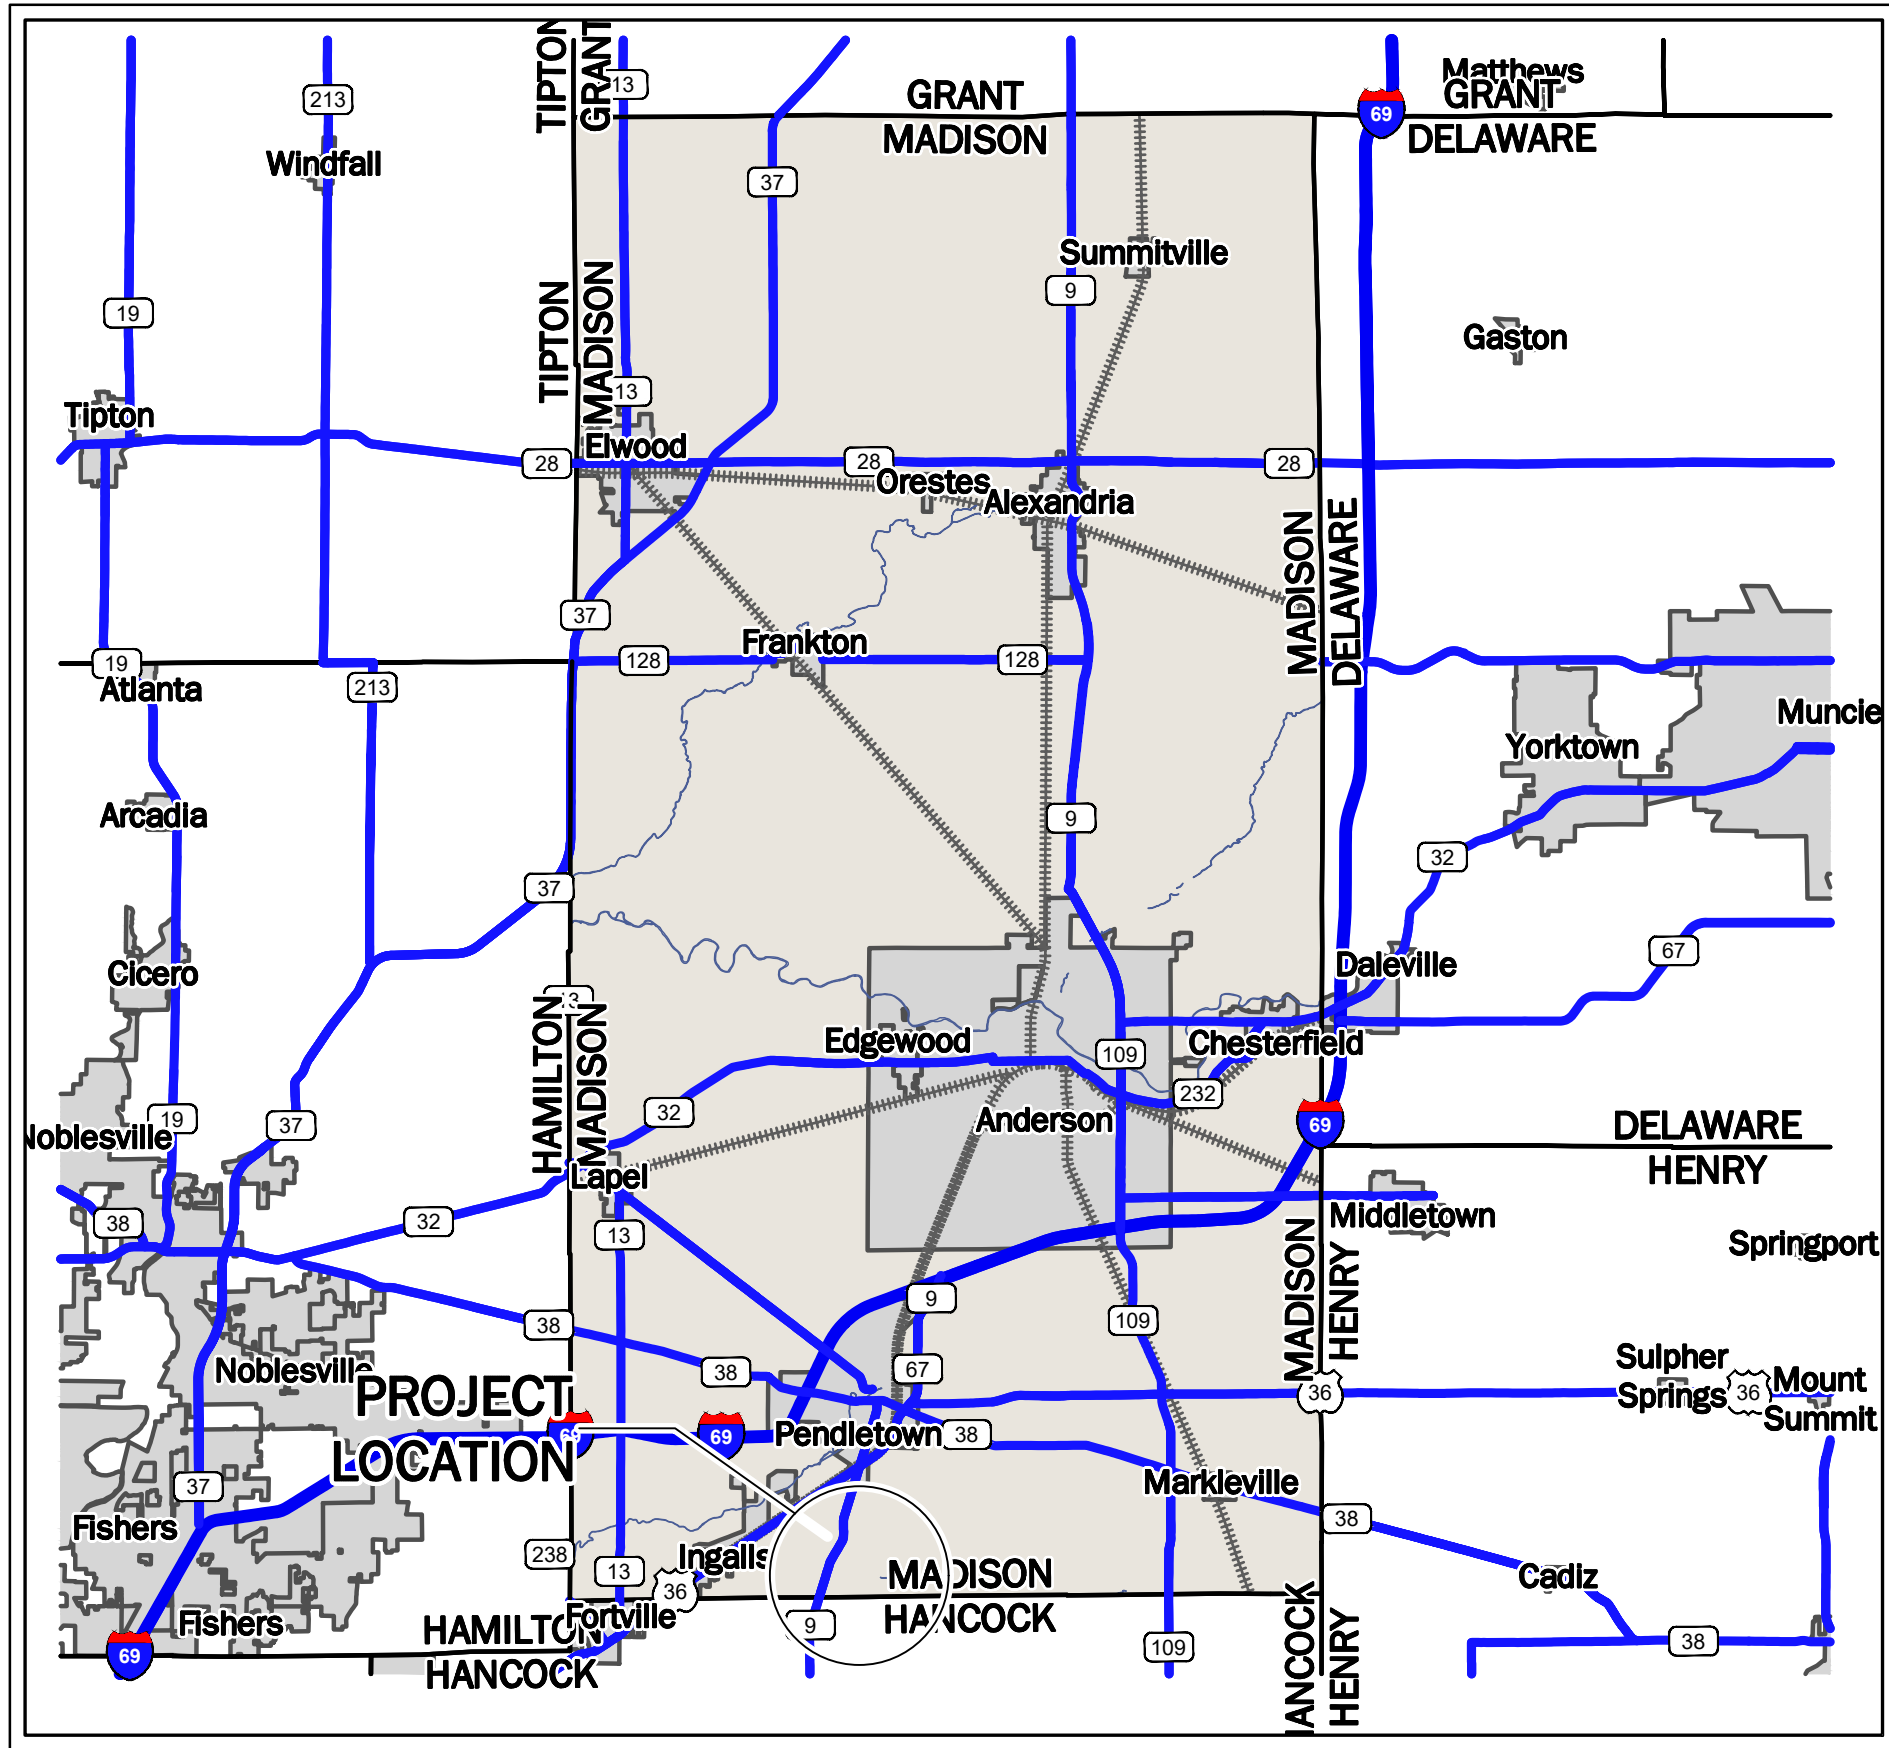 TIPTON
GRANT
13
GRANT
MADISON
Matthews
GRANT
DELAWARE
69
213
Windfall
37
Summitville
9
19
Gaston
TIPTON
MADISON
13
Tipton
Elwood
28
28
28
Orestes
Alexandria
MADISON
DELAWARE
37
Frankton
128
128
19
Atlanta
213
Muncie
Yorktown
Arcadia
9
32
37
67
Cicero
Daleville
13
HAMILTON
MADISON
Edgewood
Chesterfield
109
232
32
Anderson
19
37
69
Noblesville
DELAWARE
HENRY
Lapel
38
32
13
Middletown
Springport
MADISON
HENRY
9
109
38
38
67
Noblesville
Sulpher
Springs
36
36
Mount
Summit
PROJECT
LOCATION
69
69
Pendletown
38
37
Markleville
Fishers
38
238
13
Ingalls
36
MADISON
HANCOCK
Cadiz
Fortville
9
Fishers
HAMILTON
HANCOCK
69
109
HANCOCK
HENRY
38